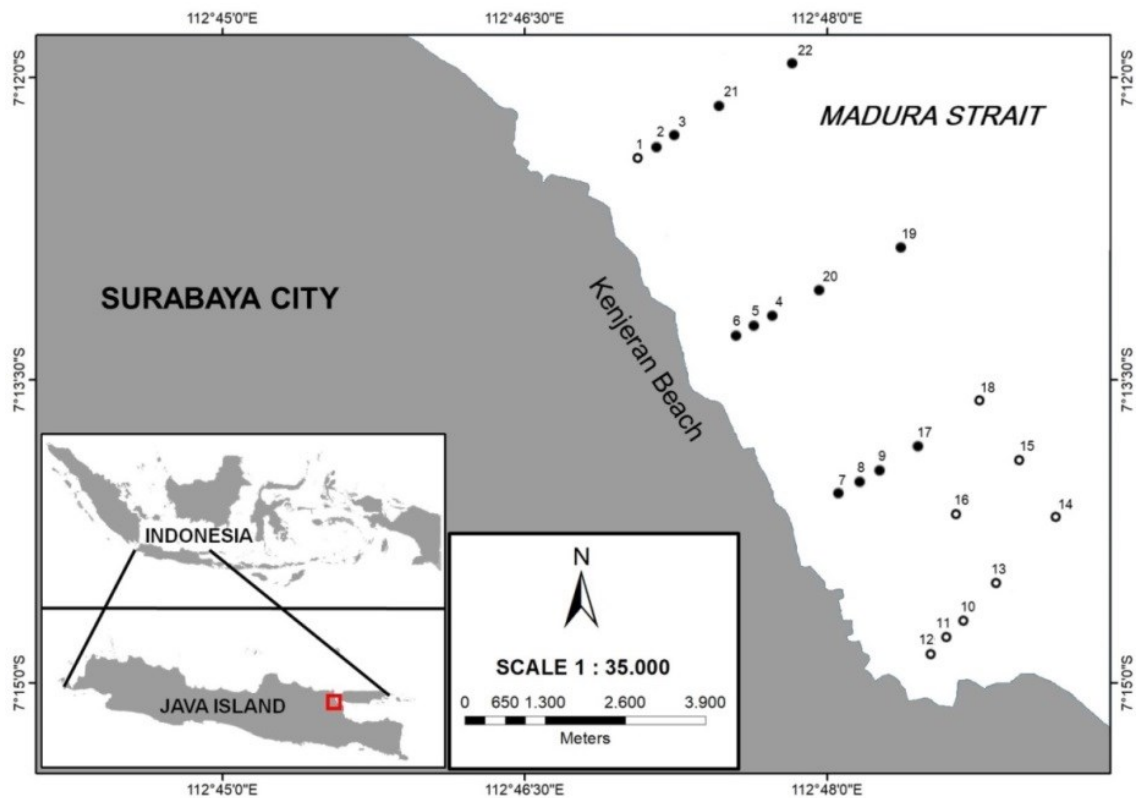 112°45'0"E 112°46'30"E 112°48'0"E
22
7°12'0"S 7°12'0"S
21
MADURA STRAIT
3
2
1
19
SURABAYA CITY
20
4
5
6
Kenjeran Beach
7°13'30"S 7°13'30"S
18
17
15
9
8
7
16
14
INDONESIA
N
13
10
11
12
SCALE 1 : 35.000
7°15'0"S 7°15'0"S
JAVA ISLAND
0 650 1.300 2.600 3.900
Meters
112°45'0"E 112°46'30"E 112°48'0"E